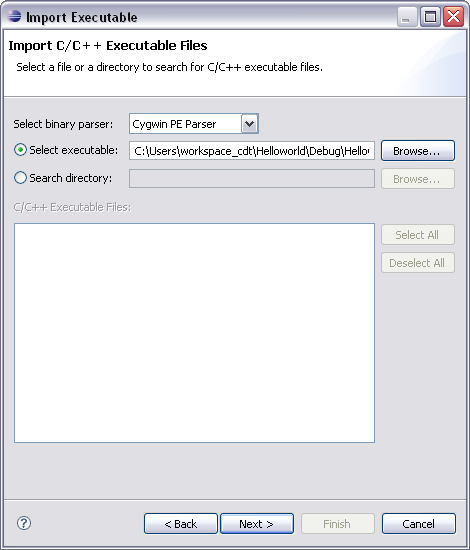 Import Executable
Import C/C++ Executable Files
Select a file or a directory to search for C/C++ executable files.
Select binary parser: Cygwin PE Parser
Select executable: C:\Users\workspace_cdt\Helloworld\Debug\Hello Browse...
Search directory: Browse...
C/C++ Executable Files:
Select All
Deselect All
< Back Next > Finish Cancel